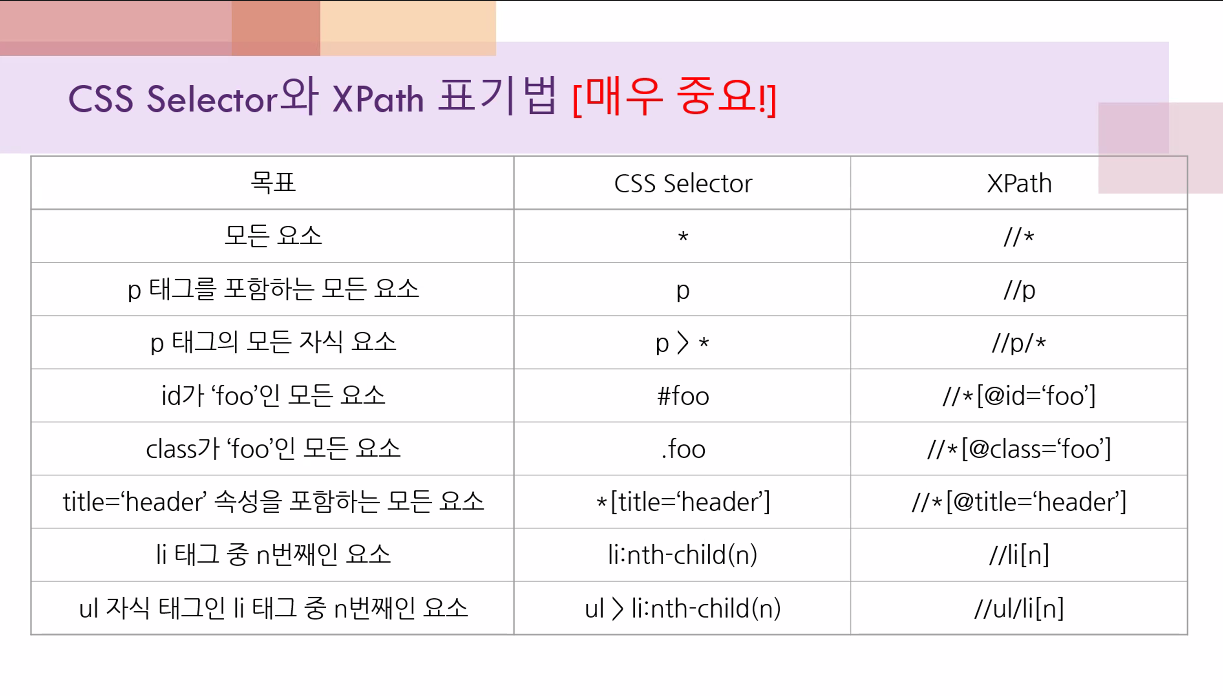 CSS Selector와 XPath 표기법 [매우 중요!]
목표 CSS Selector XPath
모든 요소 * //*
p 태그를 포함하는 모든 요소 p //p
p 태그의 모든 자식 요소 p > * //p/*
id가 ‘foo’인 모든 요소 #foo //*[@id=‘foo’]
class가 ‘foo’인 모든 요소 .foo //*[@class=‘foo’]
title=‘header’ 속성을 포함하는 모든 요소 *[title=‘header’] //*[@title=‘header’]
li 태그 중 n번째인 요소 li:nth-child(n) //li[n]
ul 자식 태그인 li 태그 중 n번째인 요소 ul > li:nth-child(n) //ul/li[n]